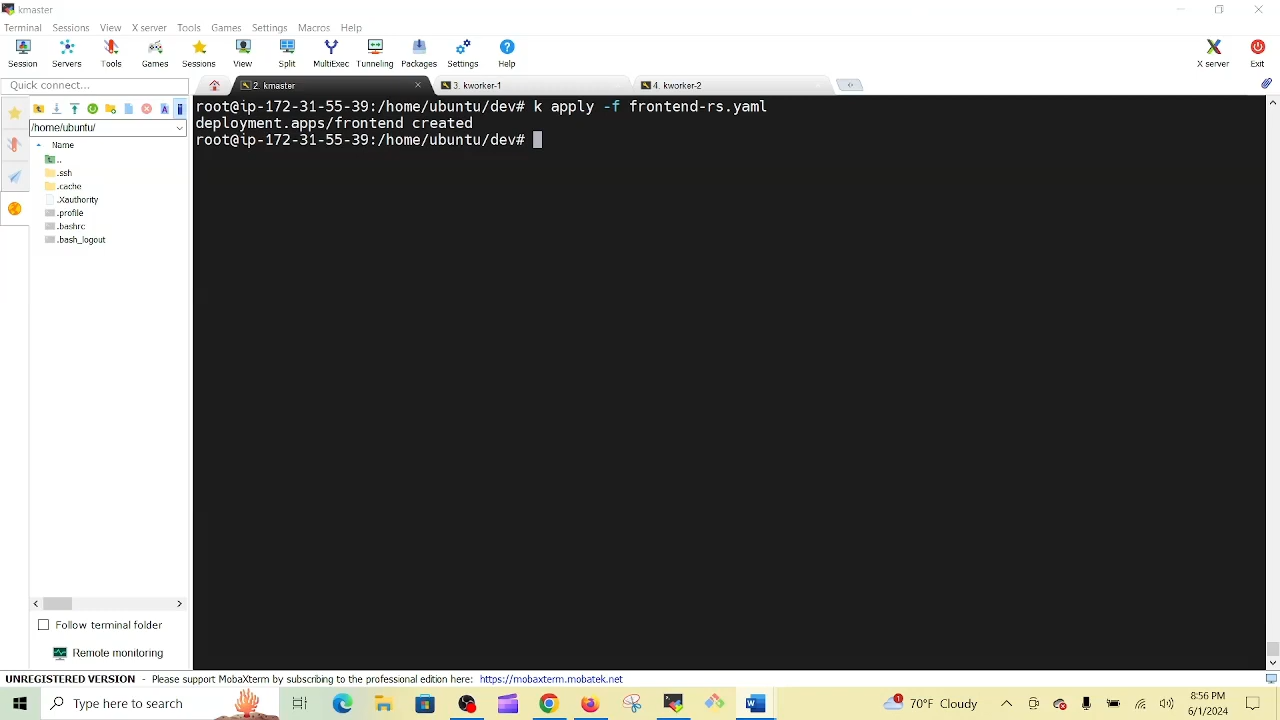 kmaster
Terminal Sessions View X server Tools Games Settings Macros Help
Session Servers Tools Games Sessions View Split MultiExec Tunneling Packages Settings Help X server Exit
Quick connect...
2. kmaster
3. kworker-1
4. kworker-2
/home/ubuntu/
Name
..
.ssh
.cache
.Xauthority
.profile
.bashrc
.bash_logout
root@ip-172-31-55-39:/home/ubuntu/dev# k apply -f frontend-rs.yaml
deployment.apps/frontend created
root@ip-172-31-55-39:/home/ubuntu/dev#
Follow terminal folder
Remote monitoring
UNREGISTERED VERSION - Please support MobaXterm by subscribing to the professional edition here: https://mobaxterm.mobatek.net
Type here to search
1
70°F Cloudy
8:56 PM
6/1/2024